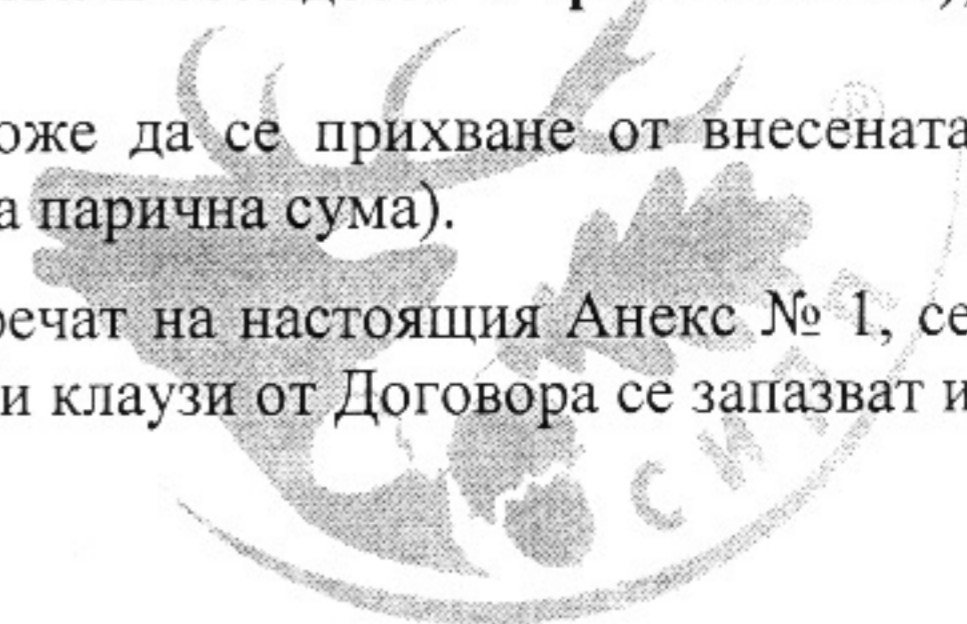 оже да се прихване от внесената
а парична сума).
речат на настоящия Анекс № 1, се
и клаузи от Договора се запазват и
®